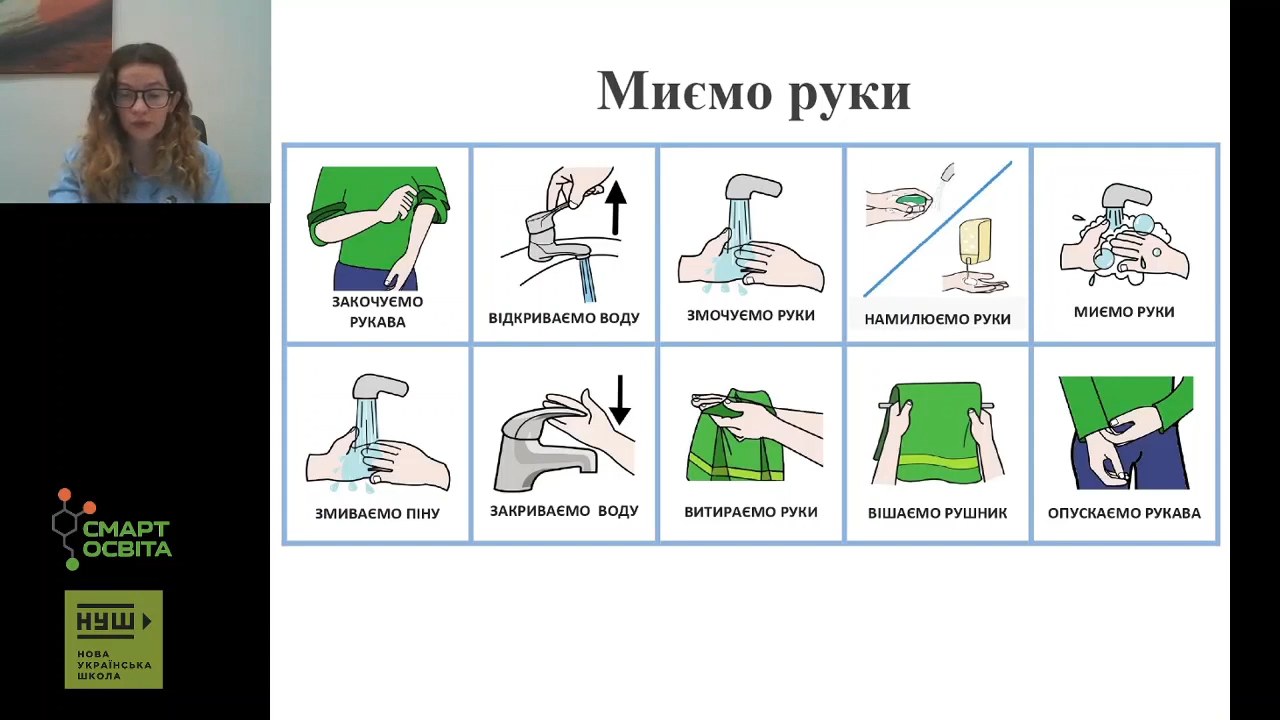 Миємо руки
ЗАКОЧУЄМО
РУКАВА
ВІДКРИВАЄМО ВОДУ
ЗМОЧУЄМО РУКИ
НАМИЛЮЄМО РУКИ
МИЄМО РУКИ
ЗМИВАЄМО ПІНУ
ЗАКРИВАЄМО ВОДУ
ВИТИРАЄМО РУКИ
ВІШАЄМО РУШНИК
ОПУСКАЄМО РУКАВА
СМАРТ
ОСВІТА
НУШ
НОВА
УКРАЇНСЬКА
ШКОЛА